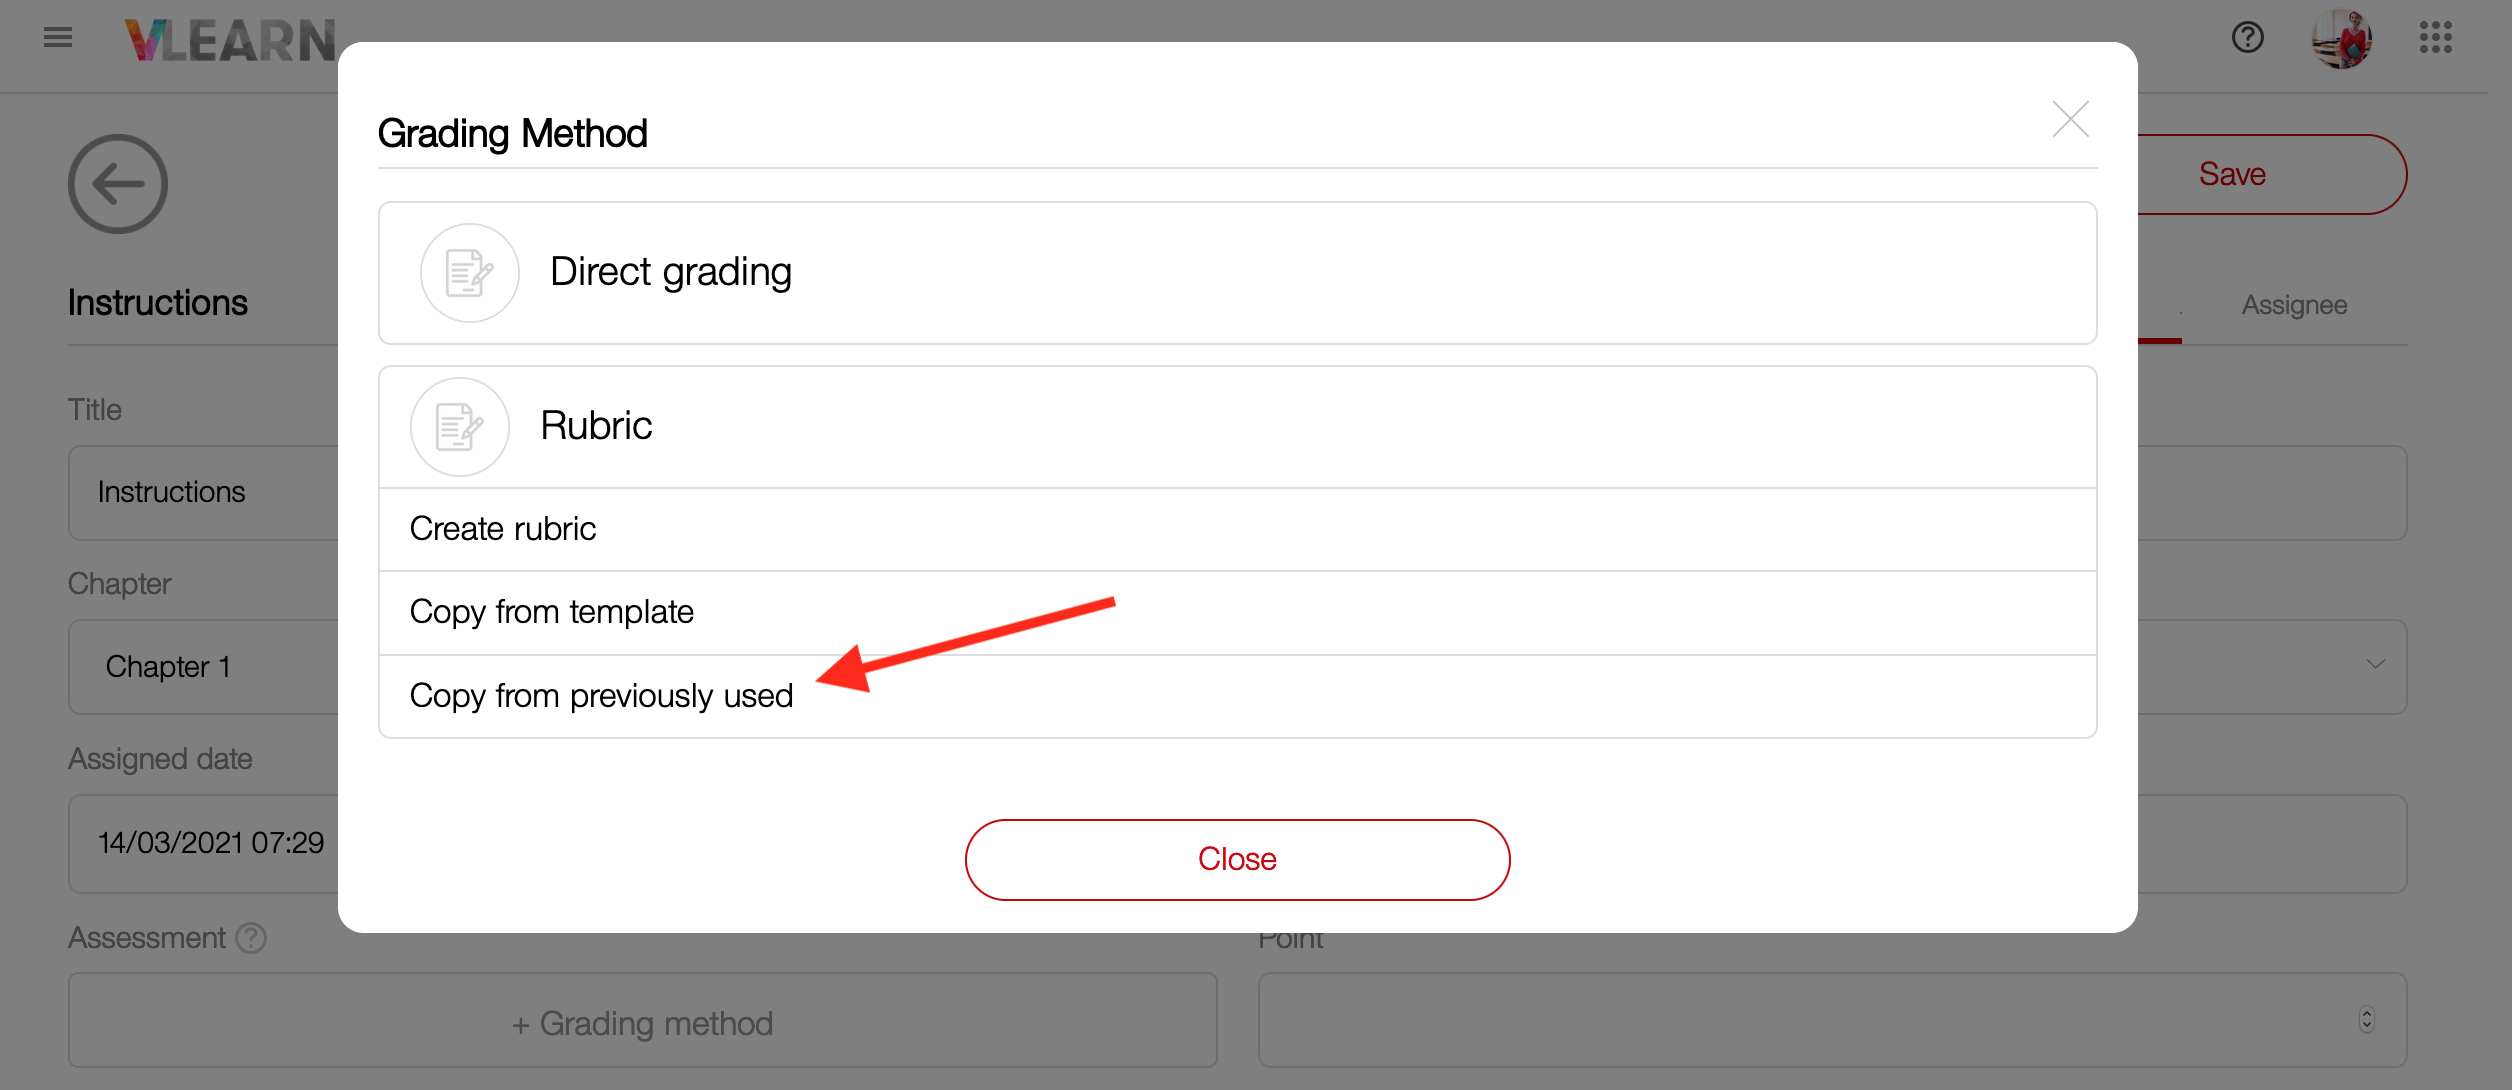 VLEARN
Grading Method
Save
Direct grading
Instructions
Assignee
Rubric
Title
Instructions
Create rubric
Chapter
Copy from template
Chapter 1
Copy from previously used
Assigned date
14/03/2021 07:29
Close
Assessment ?
Point
+ Grading method